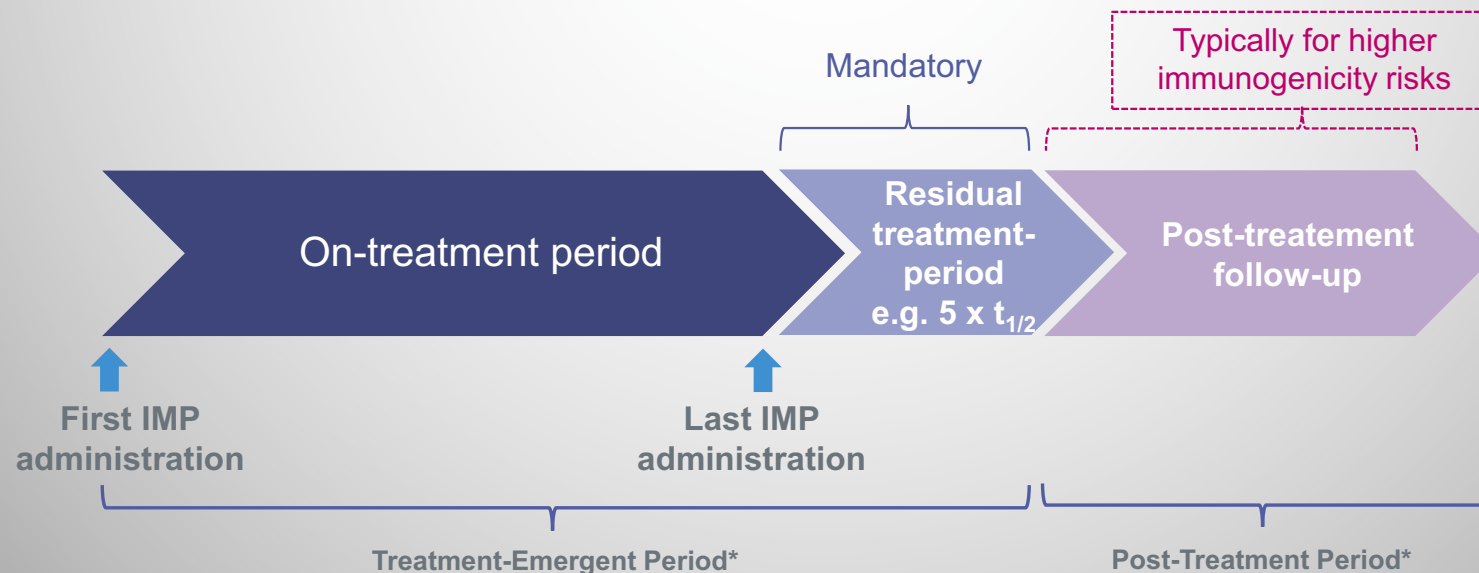 Typically for higher
immunogenicity risks
Mandatory
On-treatment period
Residual
treatment-
period
e.g. 5 x t1/2
Post-treatement
follow-up
First IMP
administration
Last IMP
administration
Treatment-Emergent Period*
Post-Treatment Period*